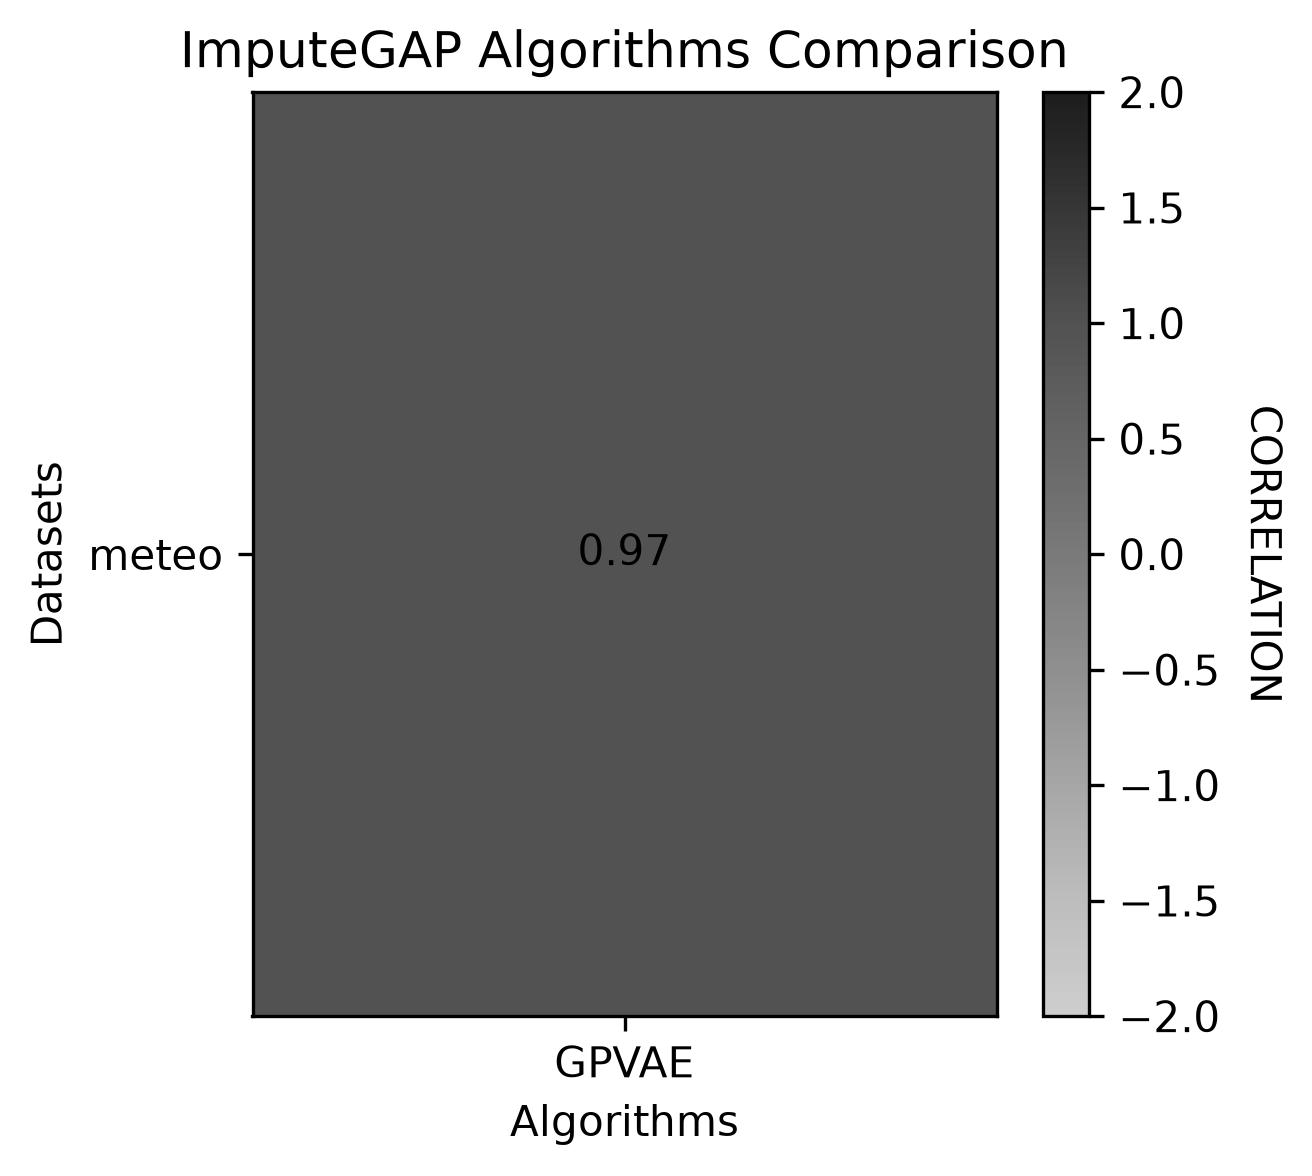 ImputeGAP Algorithms Comparison
Datasets
meteo
0.97
GPVAE
Algorithms
2.0
1.5
1.0
0.5
0.0
−0.5
−1.0
−1.5
−2.0
CORRELATION